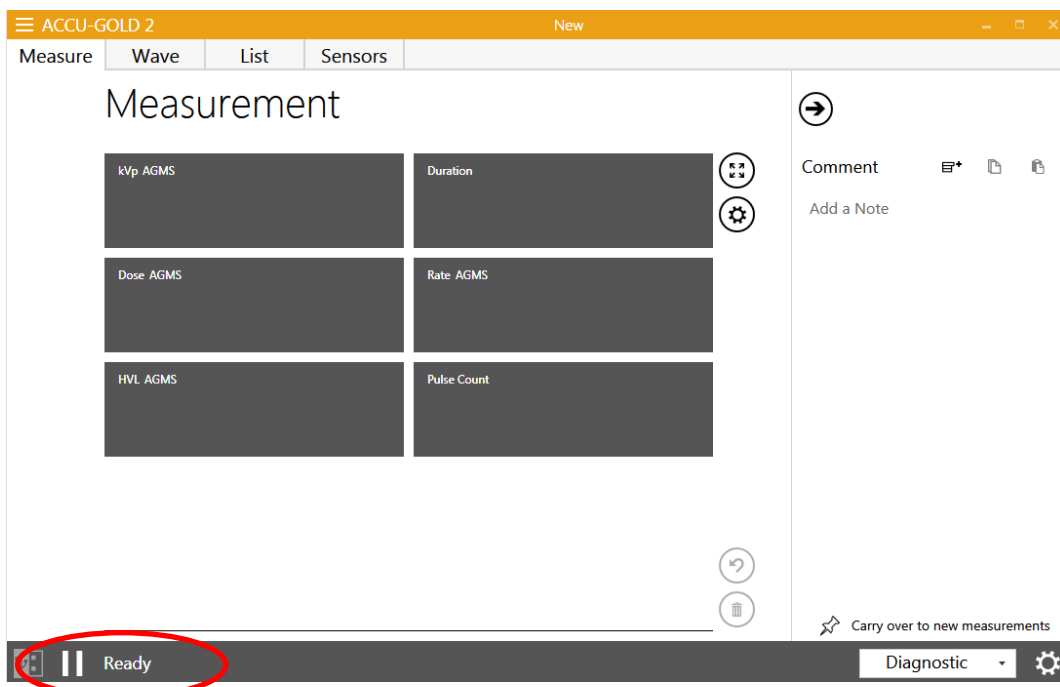 ACCU-GOLD 2
New
Measure Wave List Sensors
Measurement
kVp AGMS
Duration
Dose AGMS
Rate AGMS
HVL AGMS
Pulse Count
Comment
Add a Note
Carry over to new measurements
Ready
Diagnostic